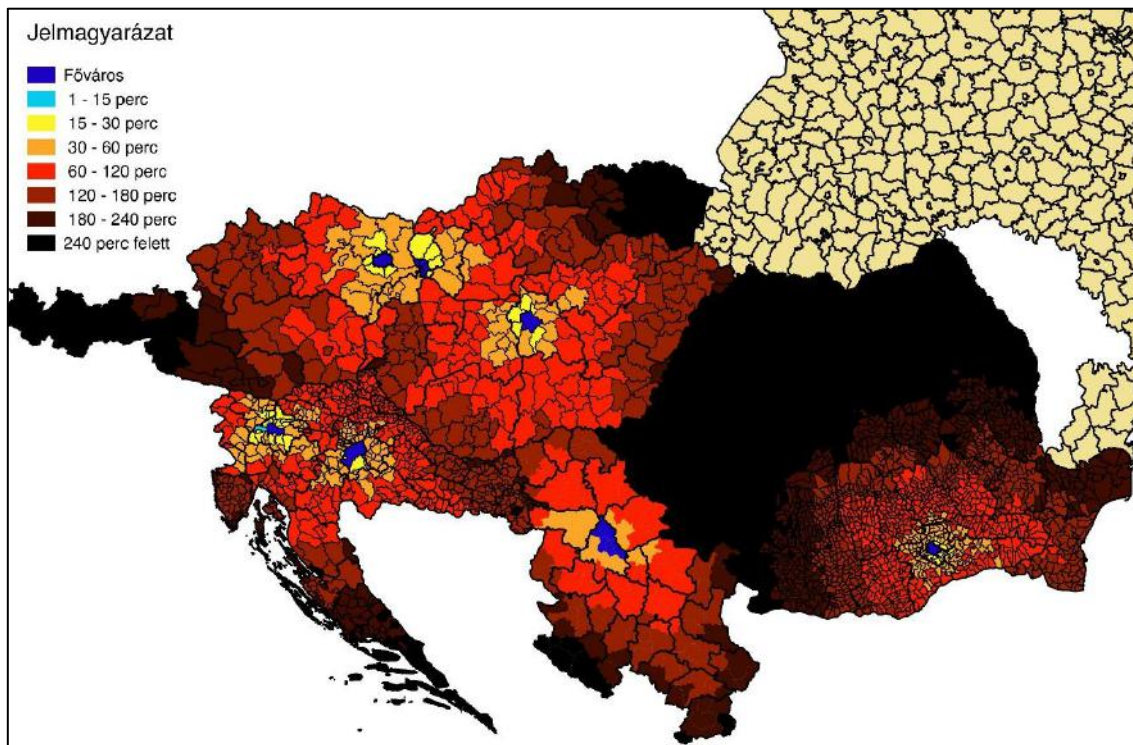 Jelmagyarázat
Főváros
1 - 15 perc
15 - 30 perc
30 - 60 perc
60 - 120 perc
120 - 180 perc
180 - 240 perc
240 perc felett